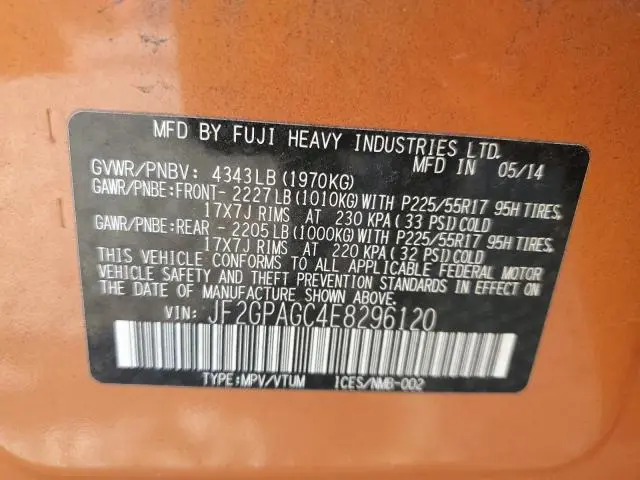 MFD BY FUJI HEAVY INDUSTRIES LTD.
MFD IN 05/14
GVWR/PNBV: 4343LB(1970KG)
GAWR/PNBE:FRONT-2227LB(1010KG)WITH P225/55R17 95H TIRES,
17X7J RIMS AT 230 KPA(33 PSI)COLD
GAWR/PNBE:REAR -2205LB(1000KG)WITH P225/55R17 95H TIRES,
17X7J RIMS AT 220 KPA(32 PSI)COLD
THIS VEHICLE CONFORMS TO ALL APPLICABLE FEDERAL MOTOR
VEHICLE SAFETY AND THEFT PREVENTION STANDARDS IN EFFECT ON
THE DATE OF MANUFACTURE SHOWN ABOVE.
VIN: JF2GPAGC4E8296120
TYPE:MPV/VTUM ICES/NMB-002